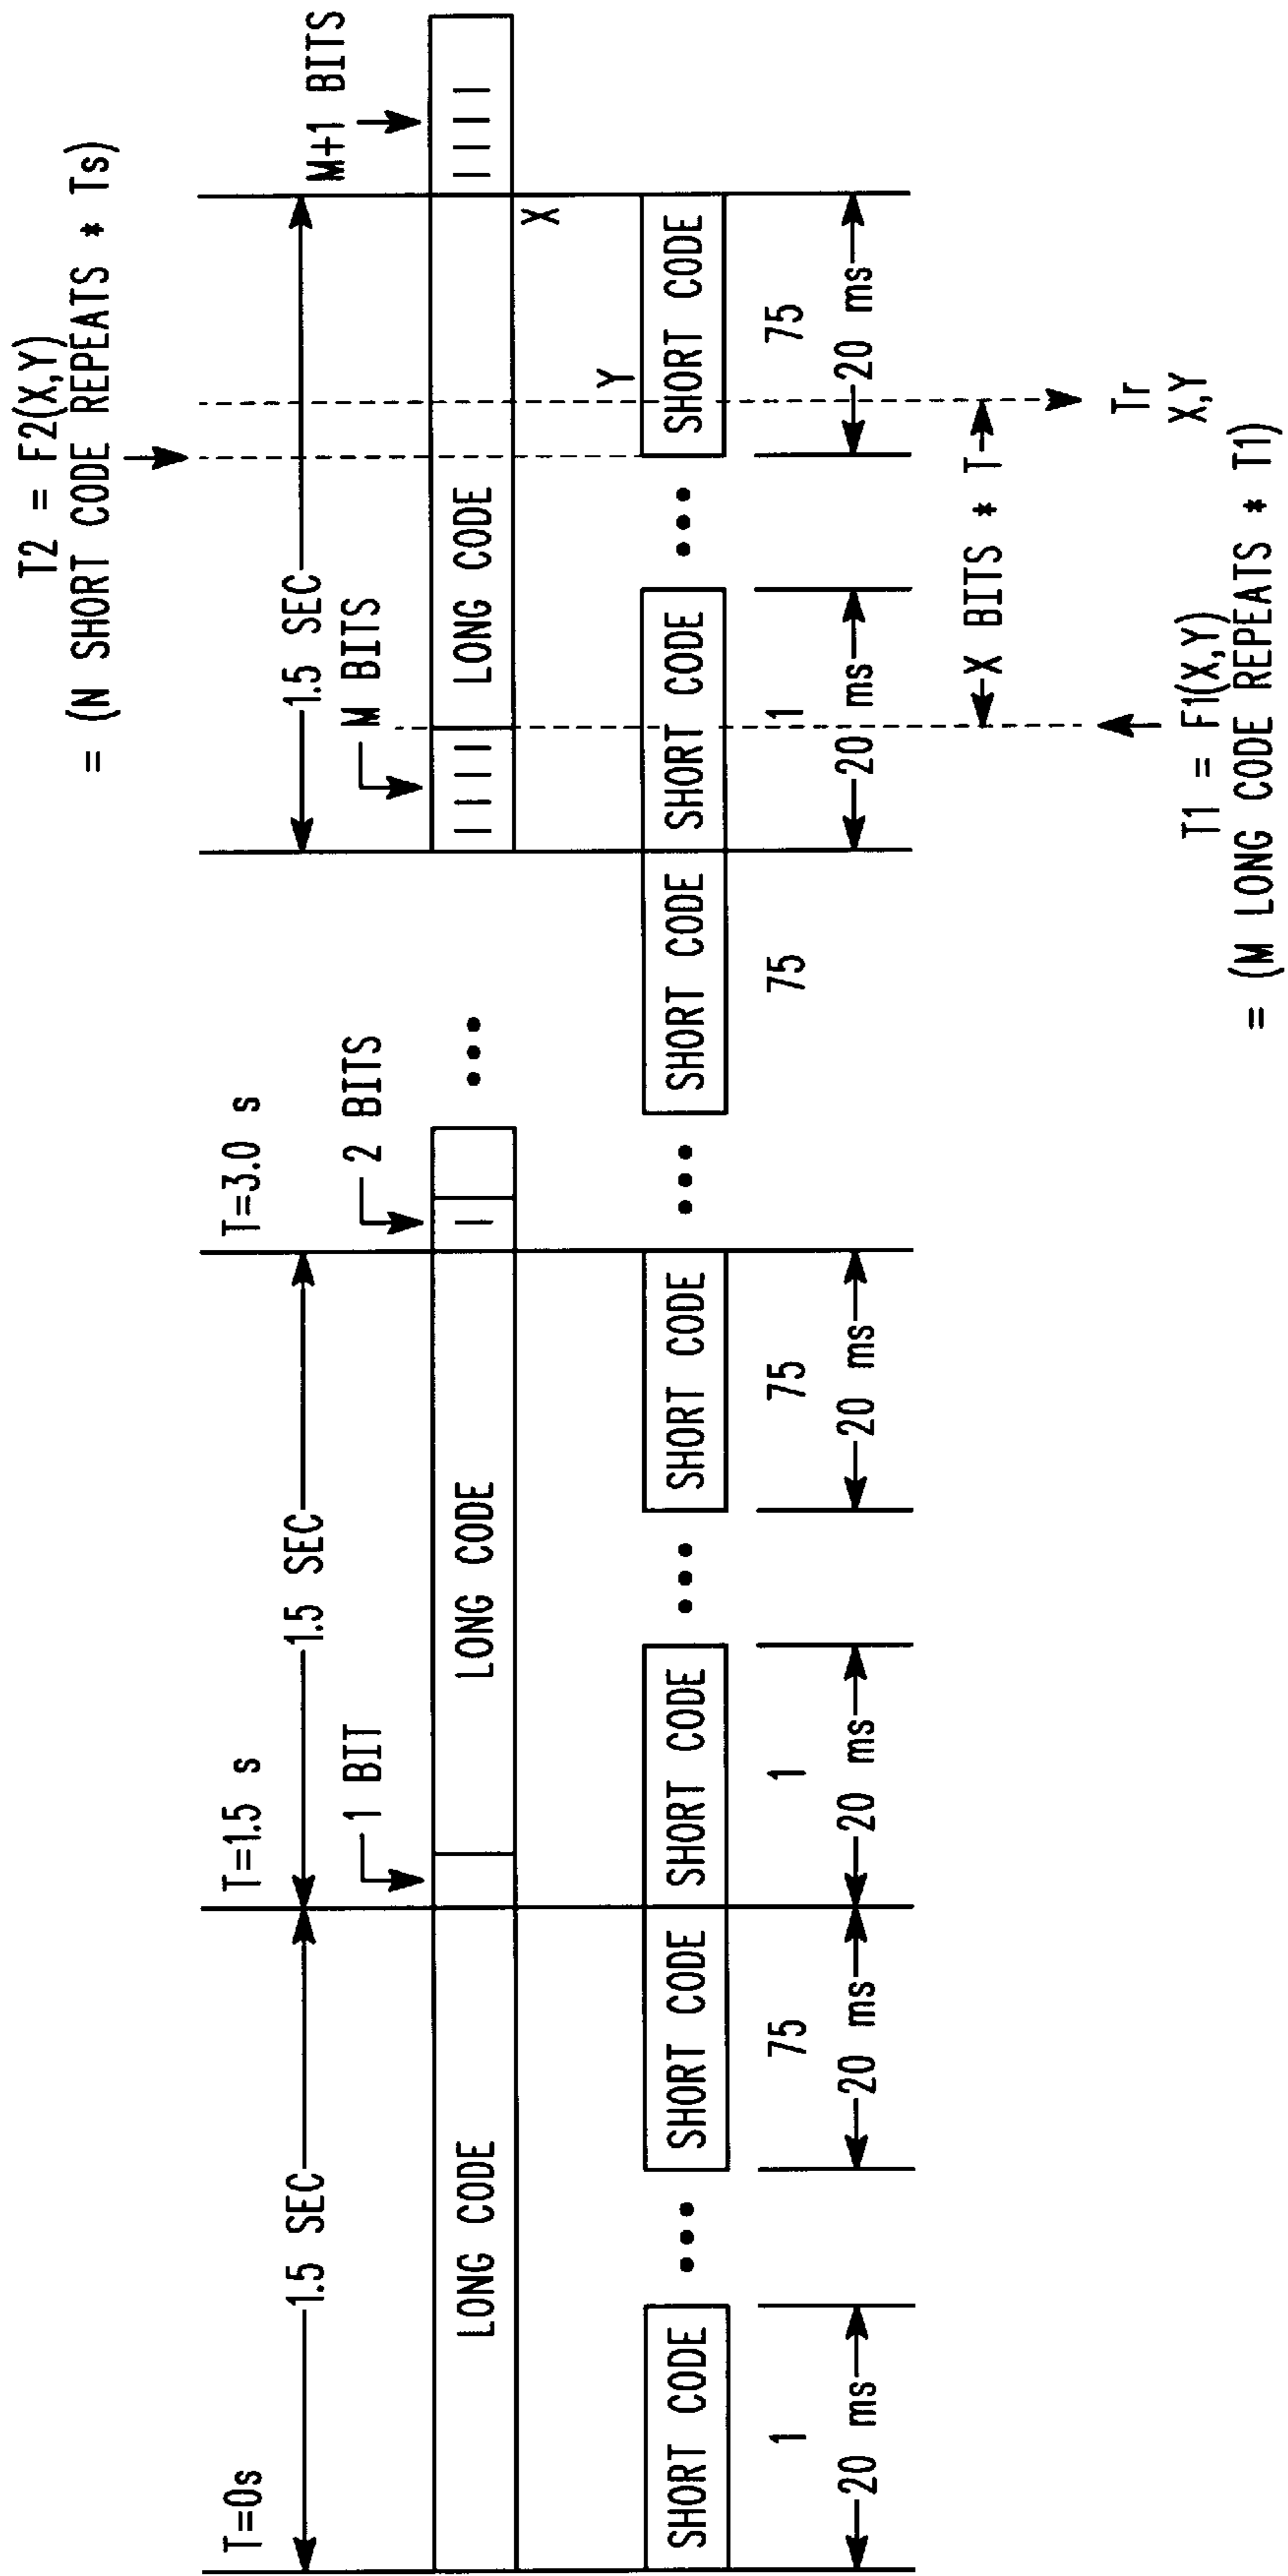 T2 = F2(X,Y)
= (N SHORT CODE REPEATS * Ts)
T=0s
T=1.5 s
T=3.0 s
1.5 SEC
1.5 SEC
1.5 SEC
1 BIT
2 BITS
M BITS
M+1 BITS
LONG CODE
LONG CODE
LONG CODE
X
Y
SHORT CODE
SHORT CODE
SHORT CODE
SHORT CODE
SHORT CODE
SHORT CODE
SHORT CODE
1
75
1
75
75
1
75
20 ms
20 ms
20 ms
20 ms
20 ms
20 ms
X BITS * T
Tr
X,Y
T1 = F1(X,Y)
= (M LONG CODE REPEATS * T1)